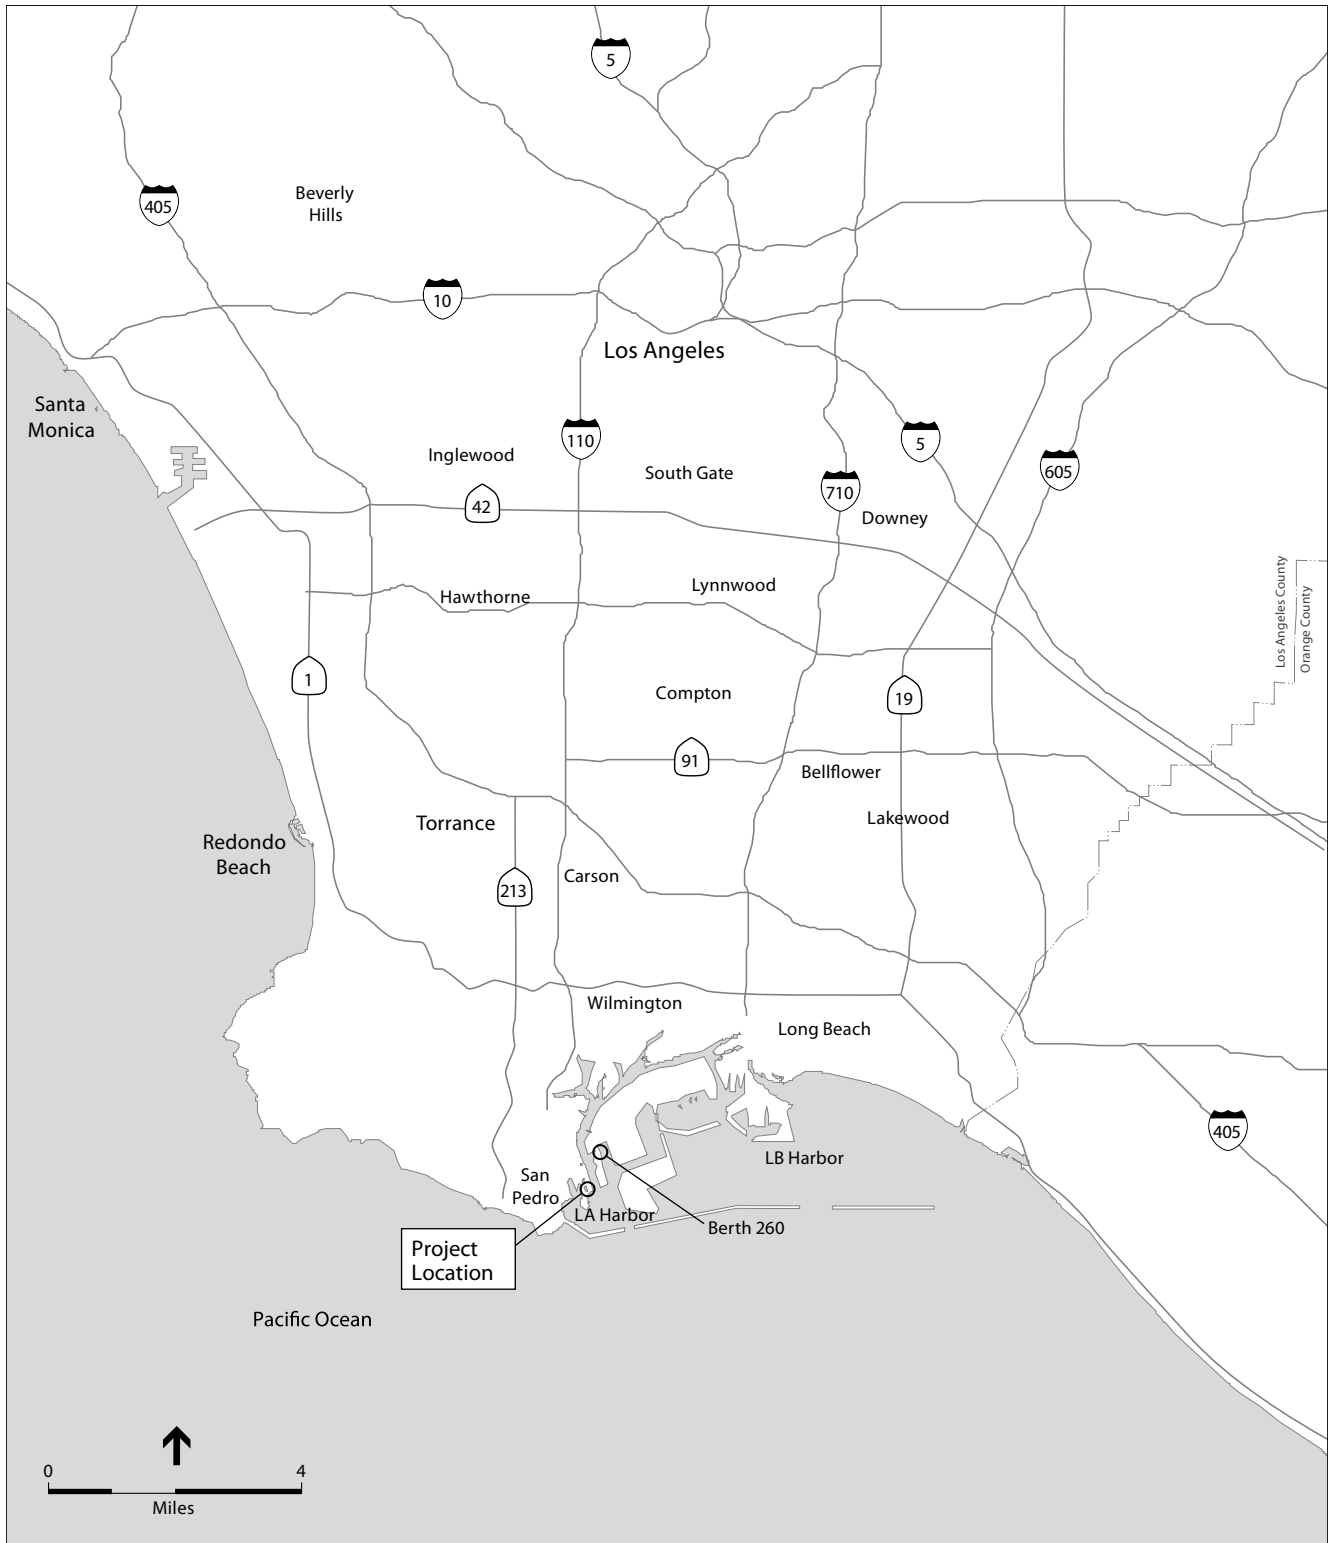 5
405
Beverly
Hills
10
Los Angeles
Santa
Monica
110
5
Inglewood
605
South Gate
710
42
Downey
Los Angeles County
Orange County
Lynnwood
Hawthorne
1
Compton
19
91
Bellflower
Lakewood
Torrance
Redondo
Beach
Carson
213
Wilmington
Long Beach
405
LB Harbor
San
Pedro
LA Harbor
Berth 260
Project
Location
Pacific Ocean
0
4
Miles